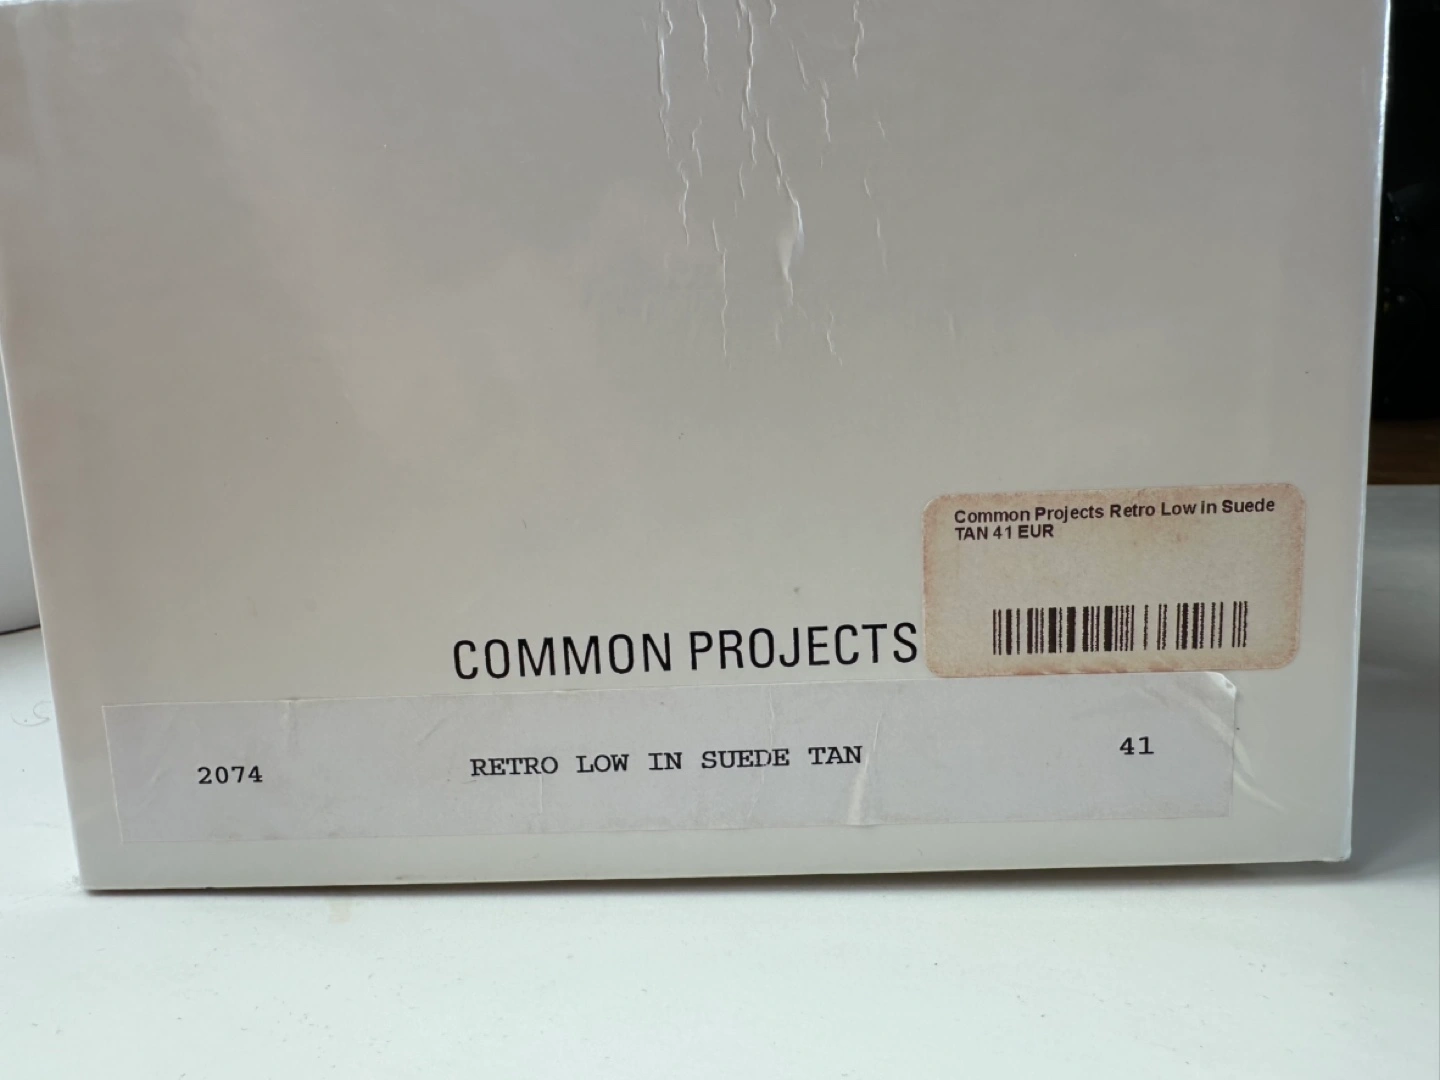 Common Projects Retro Low in Suede
TAN 41 EUR
COMMON PROJECTS
2074 RETRO LOW IN SUEDE TAN 41